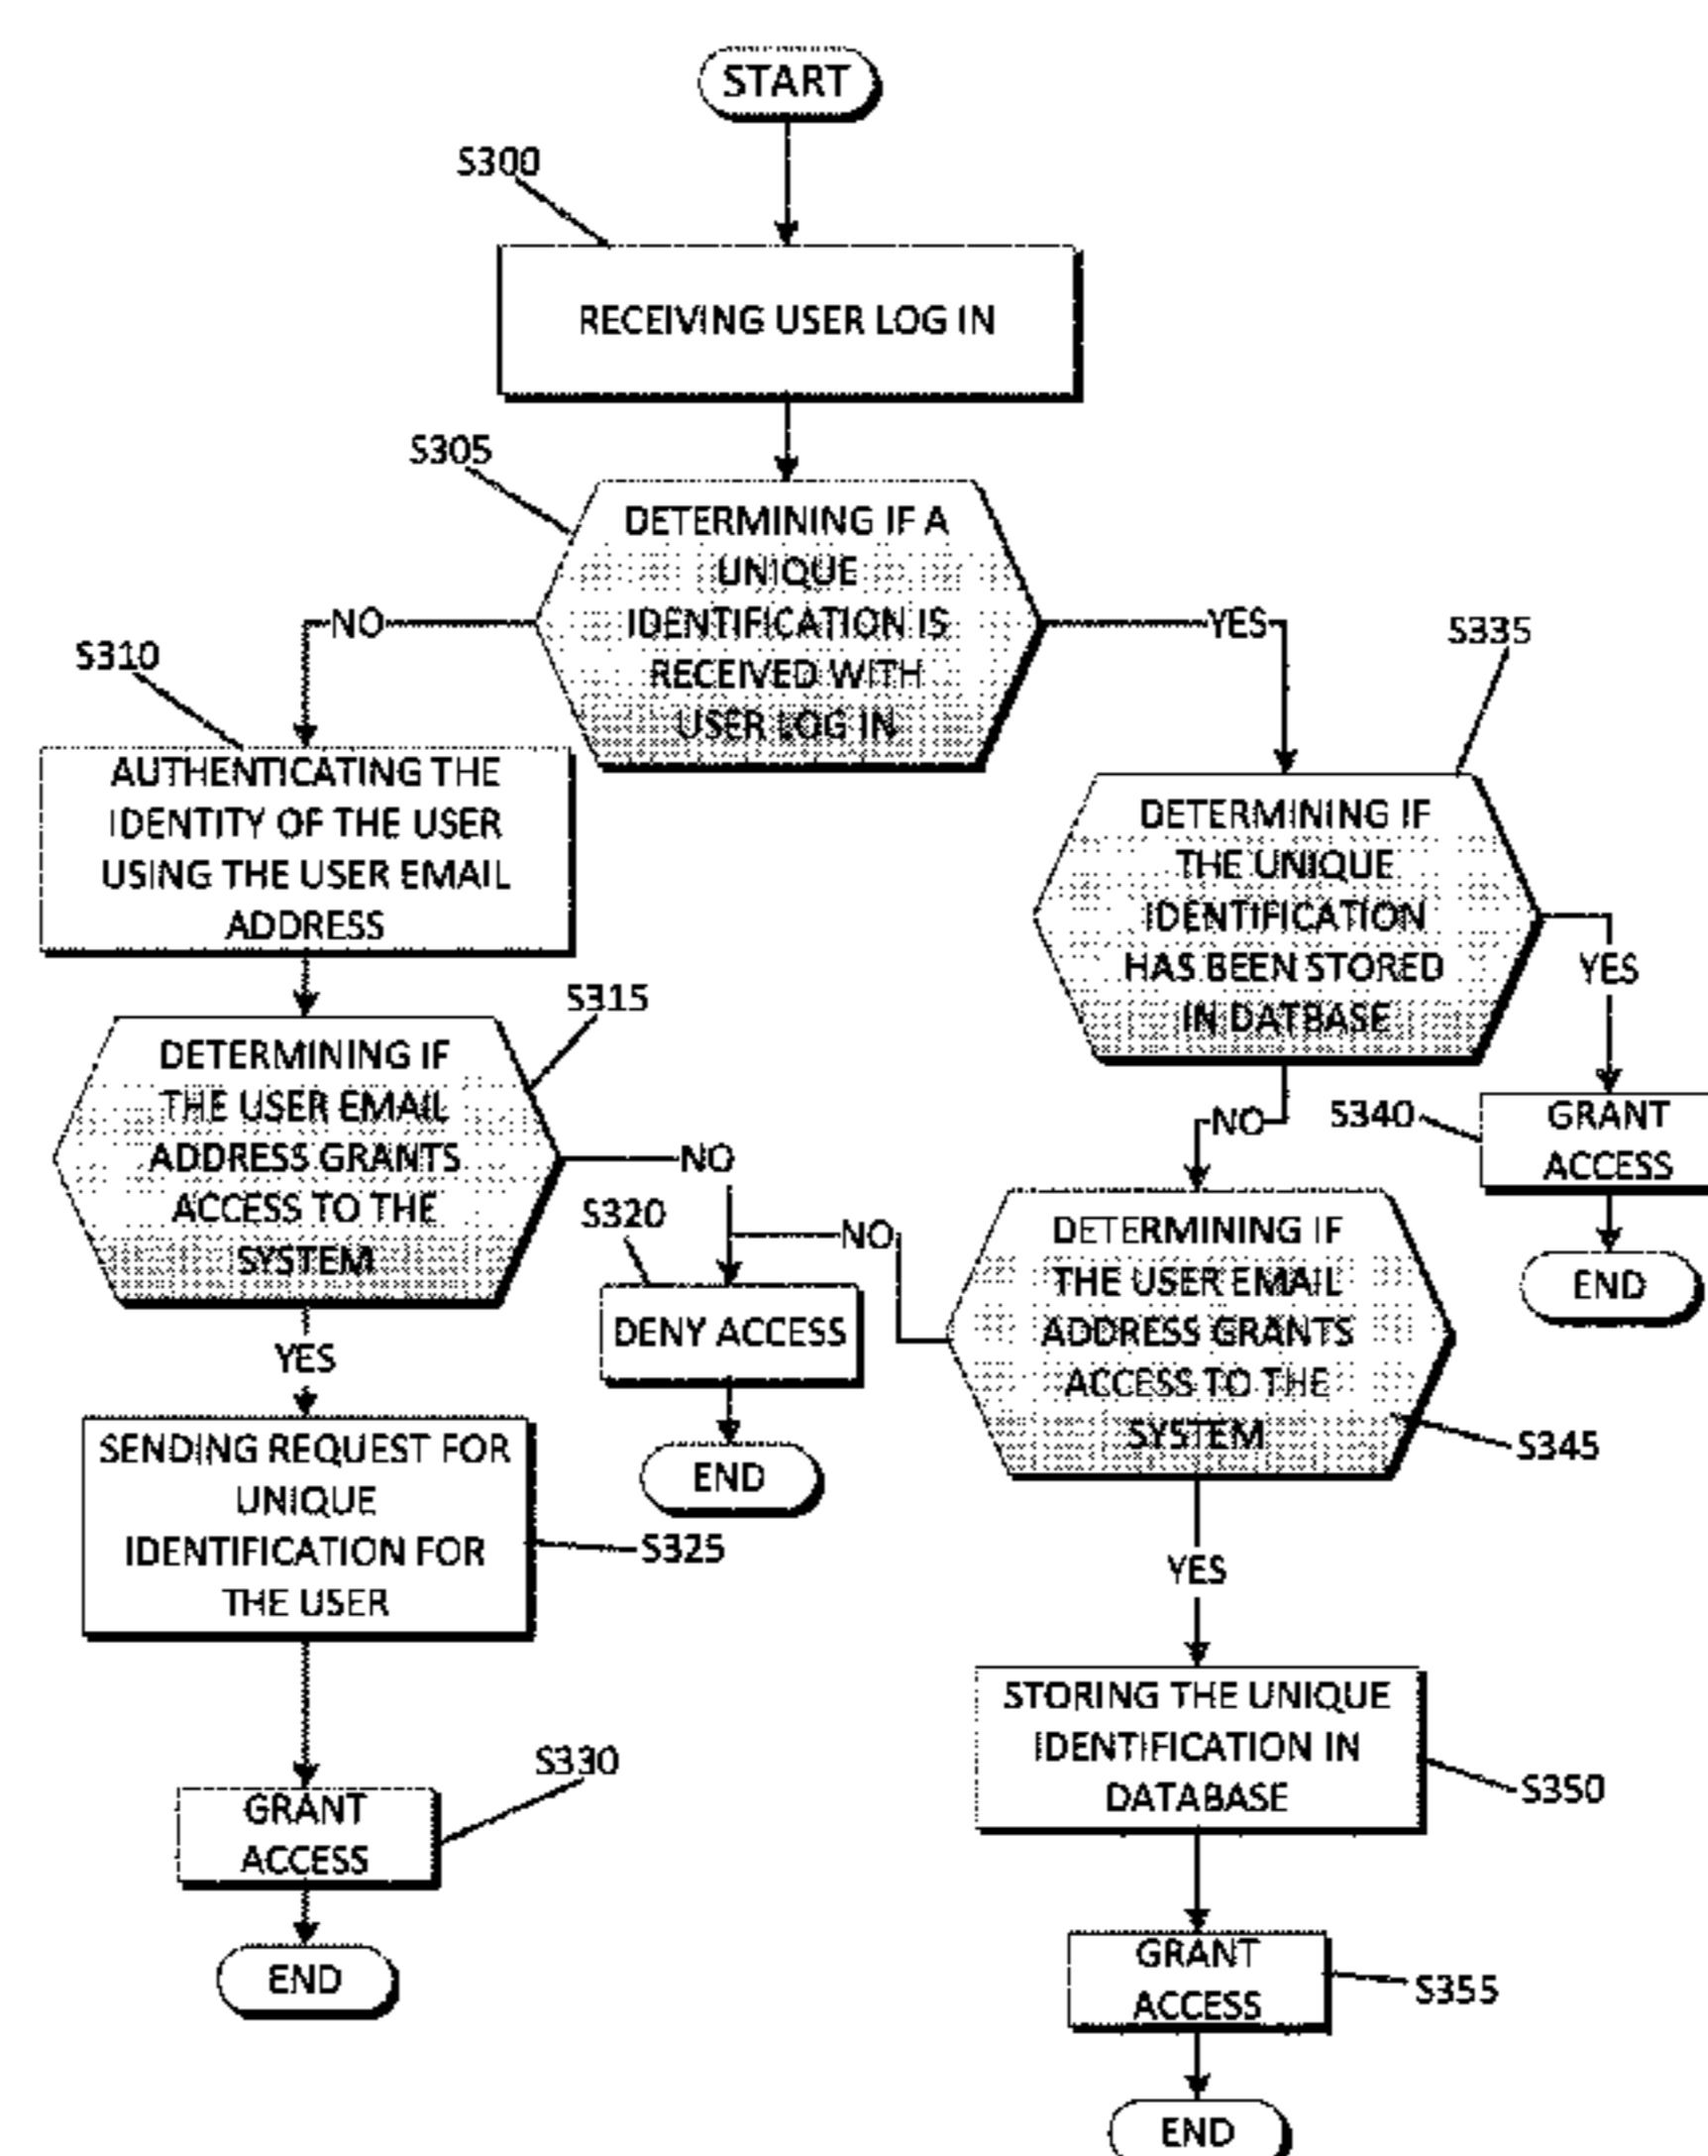 START
S300
RECEIVING USER LOG IN
S305
DETERMINING IF A
UNIQUE
IDENTIFICATION IS
RECEIVED WITH
USER LOG IN
NO
YES
S310
AUTHENTICATING THE
IDENTITY OF THE USER
USING THE USER EMAIL
ADDRESS
S335
DETERMINING IF
THE UNIQUE
IDENTIFICATION
HAS BEEN STORED
IN DATBASE
YES
S340
GRANT
ACCESS
END
NO
S315
DETERMINING IF
THE USER EMAIL
ADDRESS GRANTS
ACCESS TO THE
SYSTEM
NO
S320
DENY ACCESS
END
NO
DETERMINING IF
THE USER EMAIL
ADDRESS GRANTS
ACCESS TO THE
SYSTEM
S345
YES
SENDING REQUEST FOR
UNIQUE
IDENTIFICATION FOR
THE USER
S325
YES
STORING THE UNIQUE
IDENTIFICATION IN
DATABASE
S350
S330
GRANT
ACCESS
END
GRANT
ACCESS
S355
END